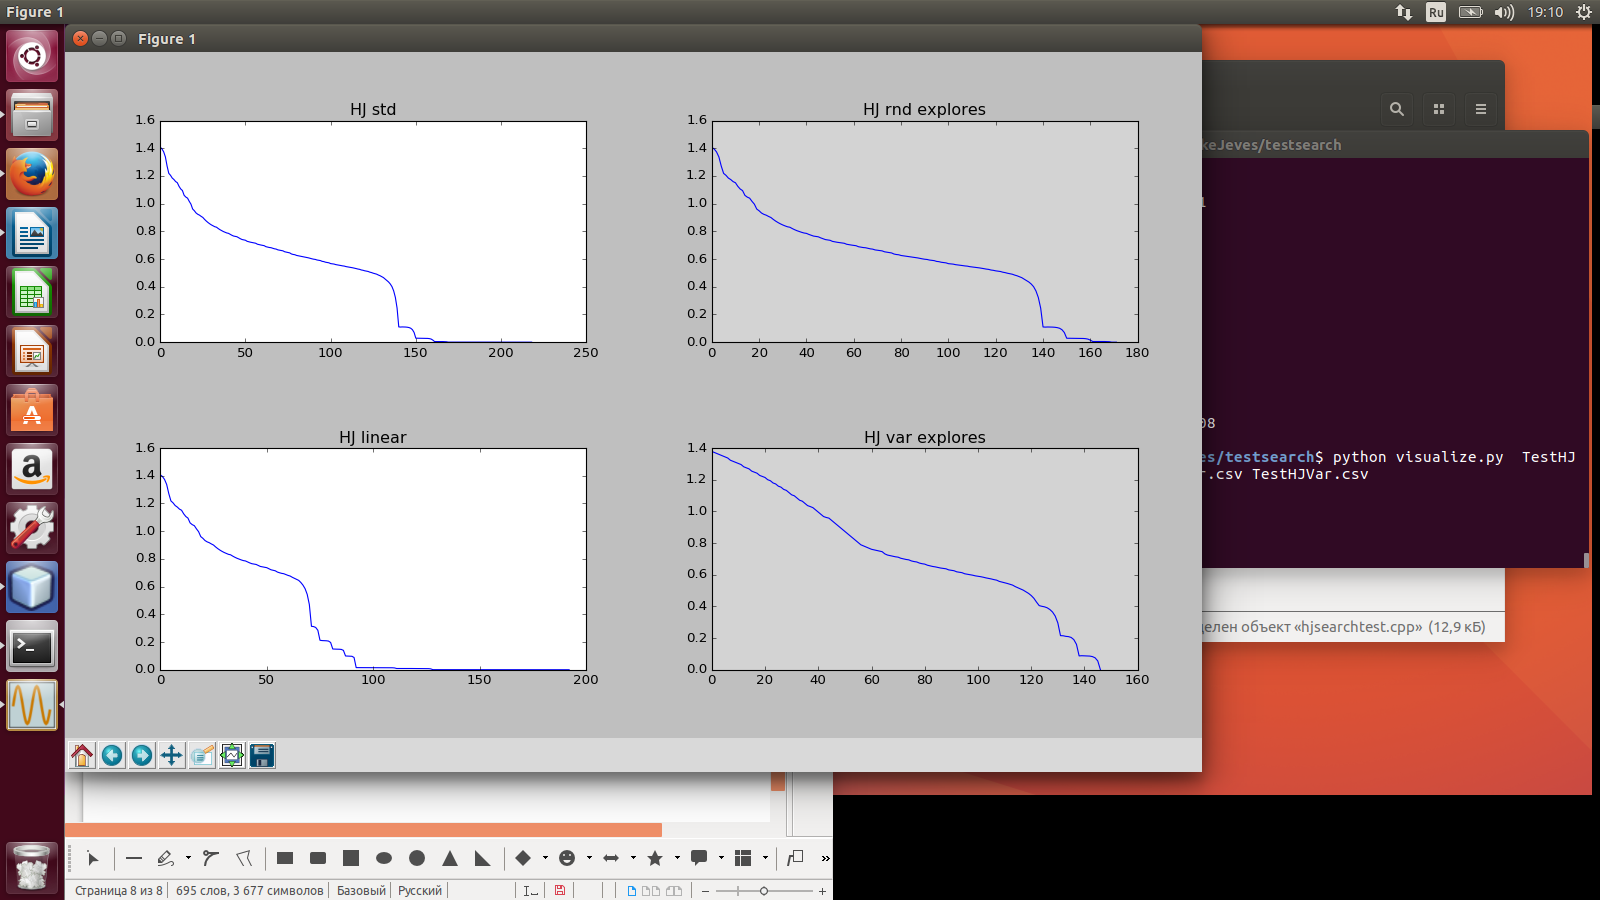 Figure 1
Ru
19:10
Figure 1
HJ std
1.6
1.4
1.2
1.0
0.8
0.6
0.4
0.2
0.0
0 50 100 150 200 250
HJ rnd explores
1.6
1.4
1.2
1.0
0.8
0.6
0.4
0.2
0.0
0 20 40 60 80 100 120 140 160 180
HJ linear
1.6
1.4
1.2
1.0
0.8
0.6
0.4
0.2
0.0
0 50 100 150 200
HJ var explores
1.4
1.2
1.0
0.8
0.6
0.4
0.2
0.0
0 20 40 60 80 100 120 140 160
keJeves/testsearch
1
08
es/testsearch$ python visualize.py  TestHJ
r.csv TestHJVar.csv
делен объект «hjsearchtest.cpp» (12,9 кБ)
Страница 8 из 8
695 слов, 3 677 символов
Базовый
Русский